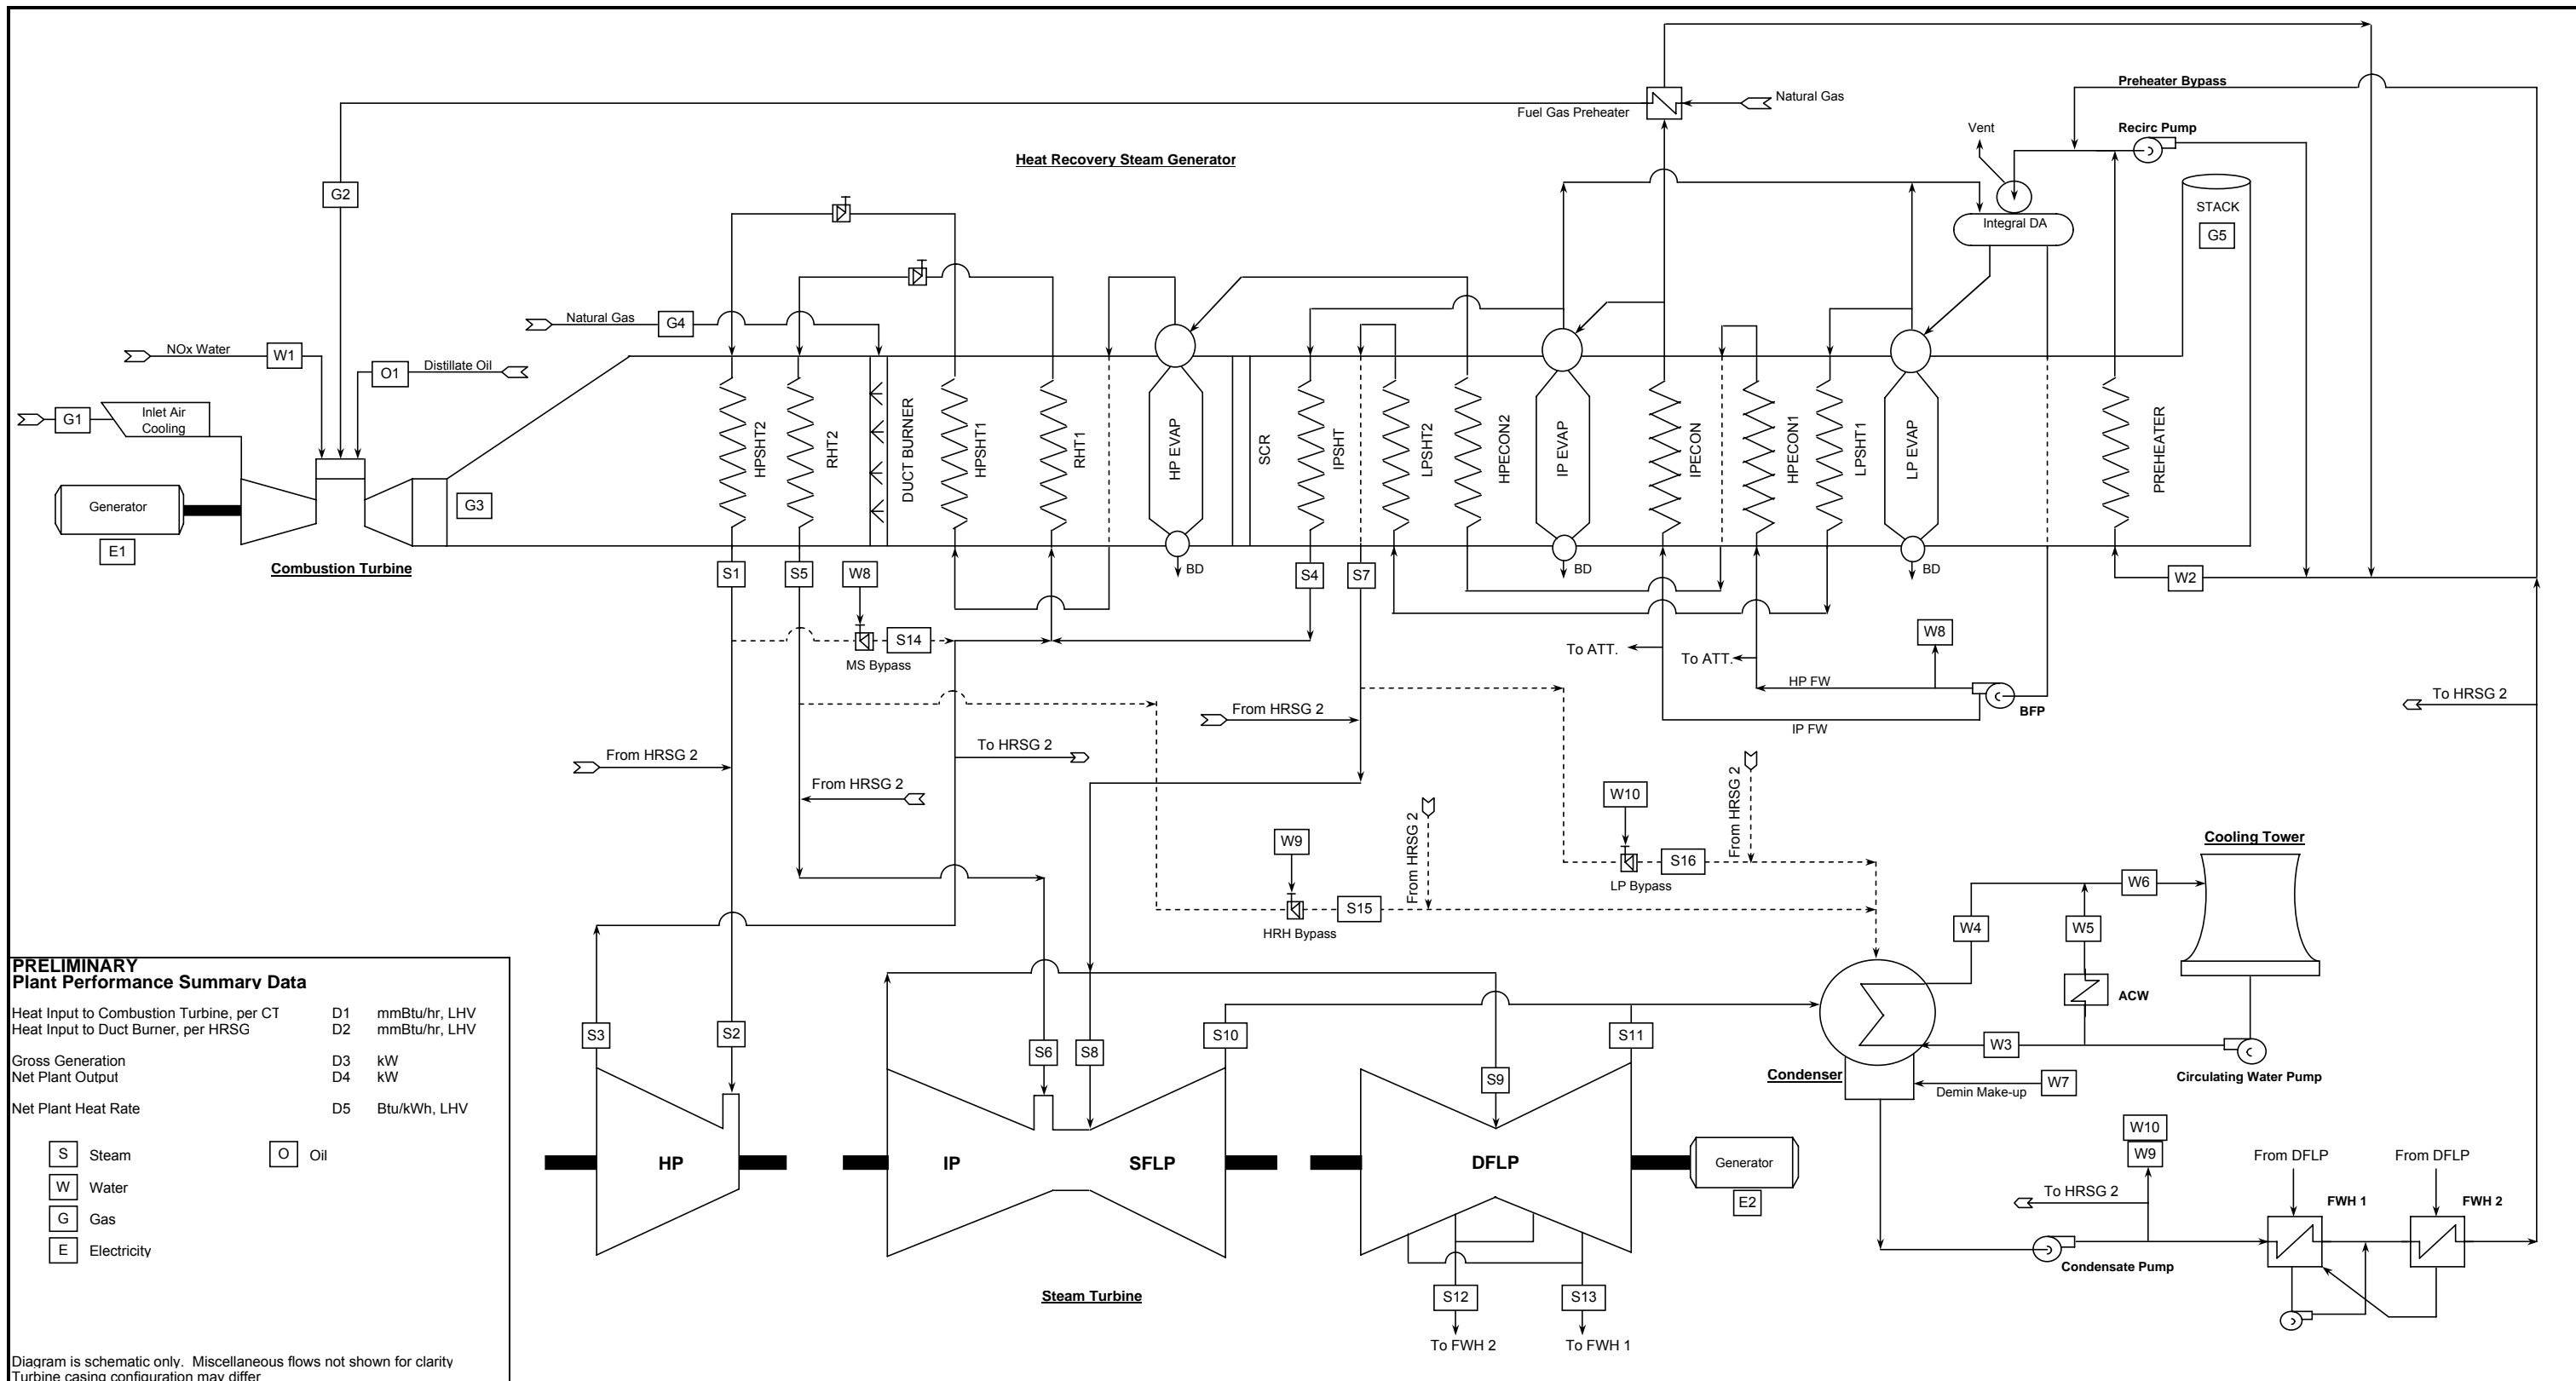 Preheater Bypass
Natural Gas
Fuel Gas Preheater
Vent
Recirc Pump
Heat Recovery Steam Generator
G2
STACK
Integral DA
G5
Natural Gas
G4
NOx Water
W1
O1
Distillate Oil
G1
Inlet Air
Cooling
HPSHT2
RHT2
DUCT BURNER
HPSHT1
RHT1
HP EVAP
SCR
IPSHT
LPSHT2
HPECON2
IP EVAP
IPECON
HPECON1
LPSHT1
LP EVAP
PREHEATER
Generator
G3
E1
Combustion Turbine
S1
S5
W8
BD
S4
S7
BD
BD
W2
S14
MS Bypass
To ATT.
To ATT.
W8
HP FW
BFP
IP FW
To HRSG 2
From HRSG 2
To HRSG 2
From HRSG 2
From HRSG 2
From HRSG 2
From HRSG 2
W10
W9
S16
LP Bypass
S15
HRH Bypass
Cooling Tower
W6
W4
W5
ACW
W3
Circulating Water Pump
Condenser
W7
Demin Make-up
S3
S2
S6
S8
S10
S9
S11
HP
IP
SFLP
DFLP
Generator
E2
W10
W9
To HRSG 2
From DFLP
From DFLP
FWH 1
FWH 2
Condensate Pump
S12
S13
To FWH 2
To FWH 1
Steam Turbine
PRELIMINARY
Plant Performance Summary Data
Heat Input to Combustion Turbine, per CT D1 mmBtu/hr, LHV
Heat Input to Duct Burner, per HRSG D2 mmBtu/hr, LHV
Gross Generation D3 kW
Net Plant Output D4 kW
Net Plant Heat Rate D5 Btu/kWh, LHV
S Steam O Oil
W Water
G Gas
E Electricity
Diagram is schematic only. Miscellaneous flows not shown for clarity
Turbine casing configuration may differ